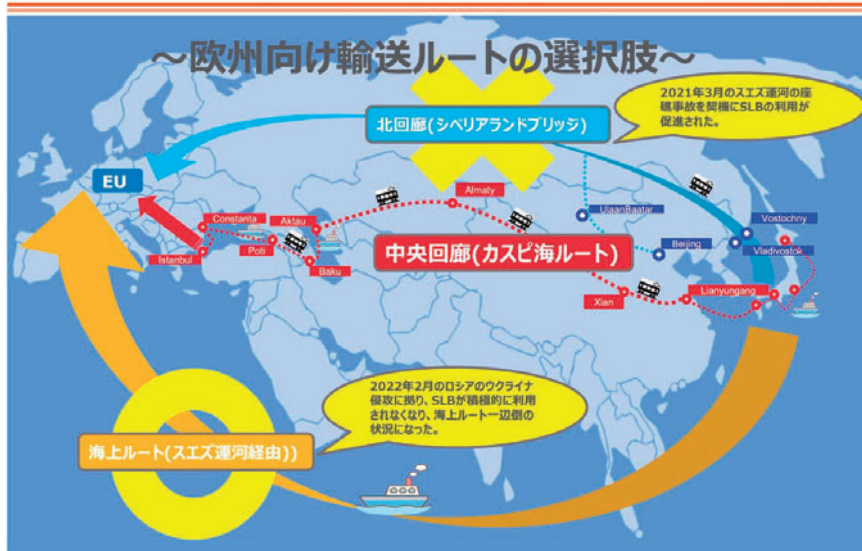 ～欧州向け輸送ルートの選択肢～
2021年3月のスエズ運河の座
礁事故を契機にSLBの利用が
促進された。
北回廊(シベリアランドブリッジ)
EU
Constanta
Aktau
Almaty
UlaanBaatar
Vostochny
Istanbul
Poti
Baku
中央回廊(カスピ海ルート)
Beijing
Vladivostok
Xian
Lianyungang
2022年2月のロシアのウクライナ
侵攻に拠り、SLBが積極的に利用
されなくなり、海上ルート一辺倒の
状況になった。
海上ルート(スエズ運河経由))